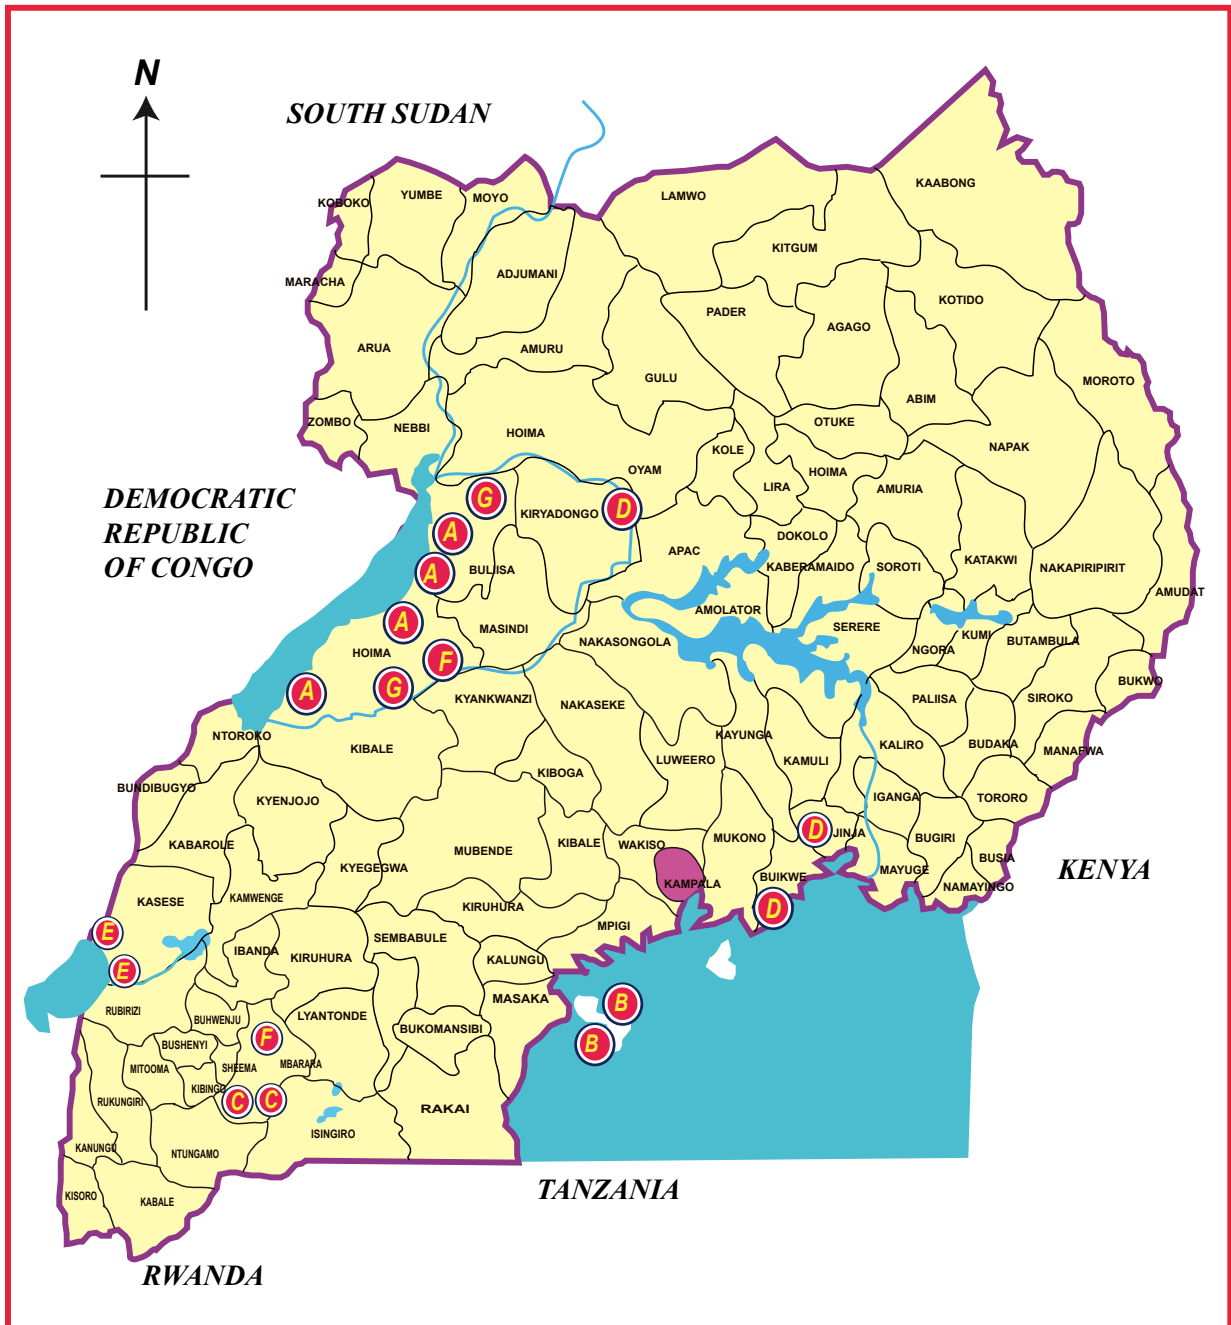 N
SOUTH SUDAN
KAABONG
YUMBE
MOYO
LAMWO
KOBOKO
KITGUM
ADJUMANI
MARACHA
KOTIDO
PADER
AGAGO
ARUA
AMURU
GULU
MOROTO
ABIM
ZOMBO
NEBBI
HOIMA
OTUKE
NAPAK
KOLE
OYAM
HOIMA
LIRA
AMURIA
DEMOCRATIC
REPUBLIC
OF CONGO
G
KIRYADONGO
D
A
DOKOLO
APAC
KATAKWI
BULIISA
KABERAMAIDO
SOROTI
NAKAPIRIPIRIT
A
AMUDAT
AMOLATOR
A
MASINDI
SERERE
NAKASONGOLA
KUMI
BUTAMBULA
NGORA
HOIMA
F
BUKWO
A
G
KYANKWANZI
NAKASEKE
PALIISA
SIROKO
NTOROKO
KIBALE
KAYUNGA
KALIRO
BUDAKA
MANAFWA
LUWEERO
KAMULI
KIBOGA
BUNDIBUGYO
KYENJOJO
IGANGA
TORORO
D
JINJA
MUKONO
BUGIRI
KABAROLE
KIBALE
WAKISO
MUBENDE
BUSIA
KYEGEGWA
MAYUGE
KENYA
BUIKWE
KAMPALA
NAMAYINGO
KASESE
KAMWENGE
KIRUHURA
D
MPIGI
E
SEMBABULE
IBANDA
KIRUHURA
KALUNGU
E
MASAKA
B
RUBIRIZI
LYANTONDE
BUHWENJU
BUKOMANSIBI
F
B
BUSHENYI
MITOOMA
SHEEMA
MBARARA
KIBINGO
RUKUNGIRI
C
C
RAKAI
ISINGIRO
KANUNGU
NTUNGAMO
TANZANIA
KISORO
KABALE
RWANDA